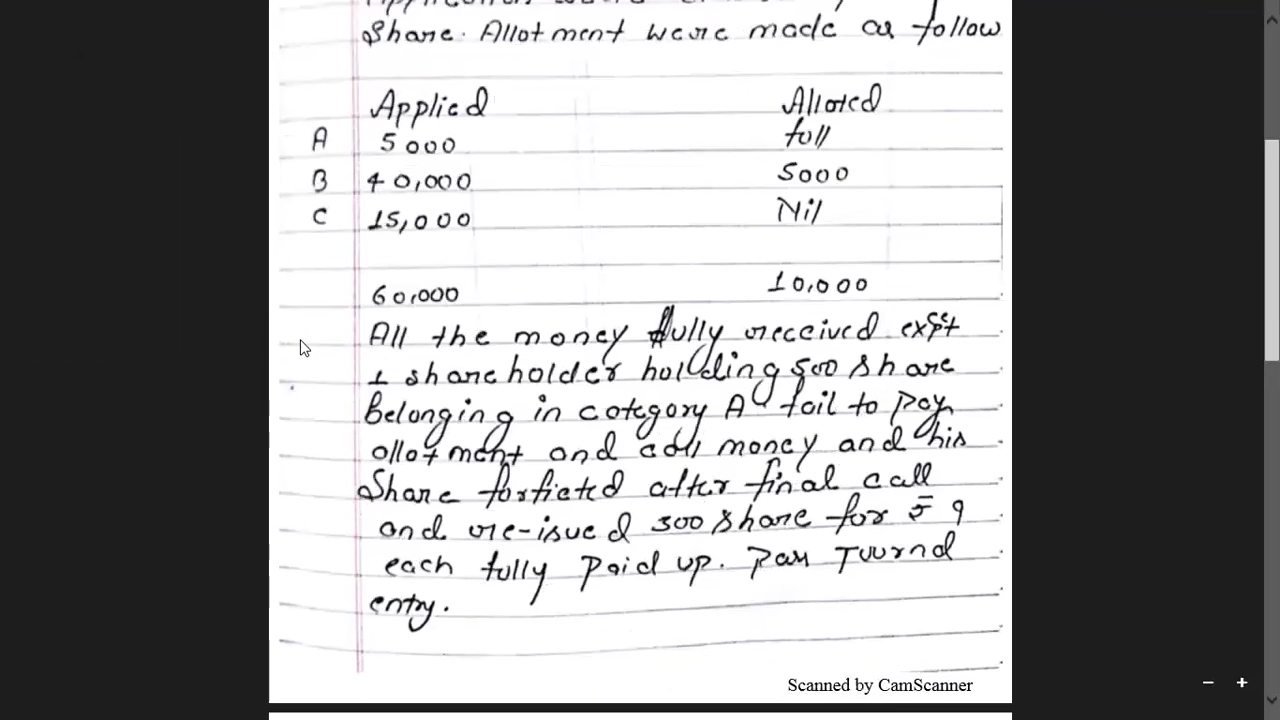 Share. Allotment were made as follow
Applied Alloted
A 5000 full
B 40,000 5000
C 15,000 Nil
60,000 10,000
All the money fully received expt
1 shareholder holding 500 share
Belonging in category A fail to pay
allotment and call money and his
Share forfieted after final call
and re-issued 300 share for ₹ 9
each fully paid up. Pass Journal
entry.
Scanned by CamScanner